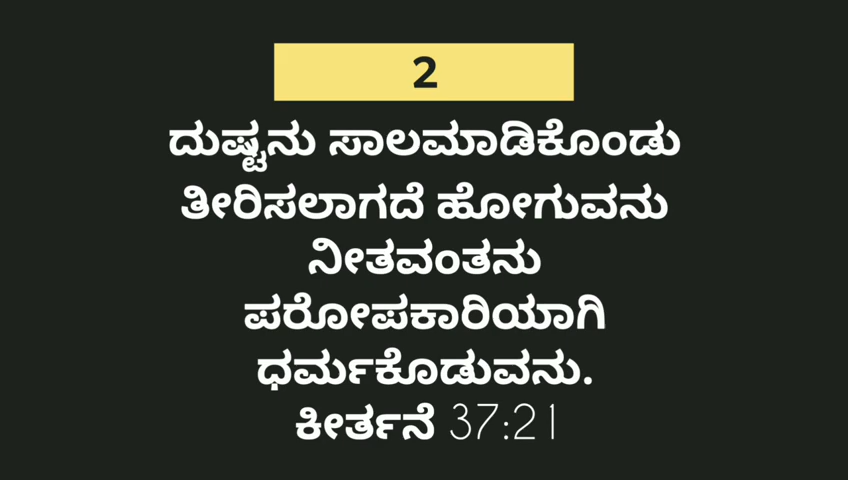 2
ದುಷ್ಟನು ಸಾಲಮಾಡಿಕೊಂಡು
ತೀರಿಸಲಾಗದೆ ಹೋಗುವನು
ನೀತವಂತನು
ಪರೋಪಕಾರಿಯಾಗಿ
ಧರ್ಮಕೊಡುವನು.
ಕೀರ್ತನೆ 37:21